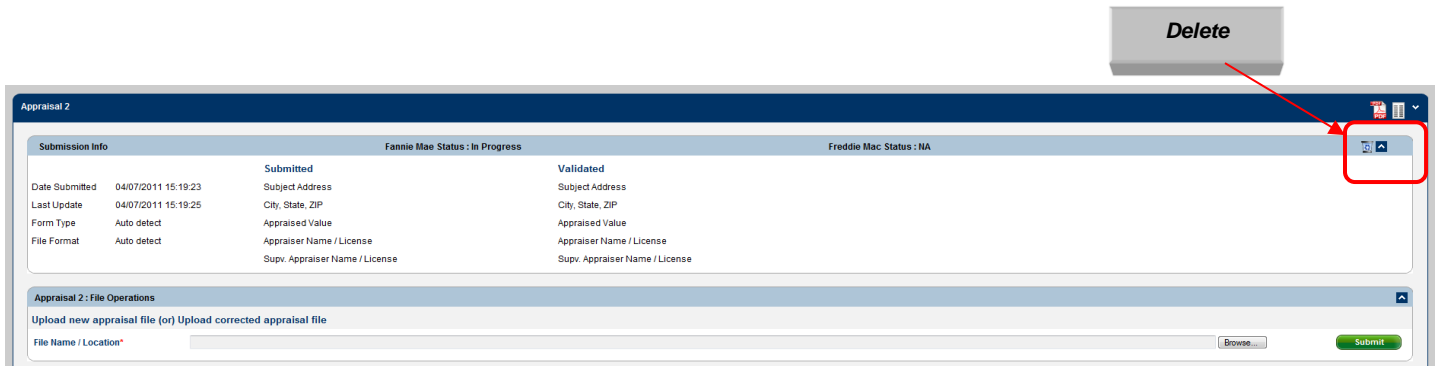 Delete
Appraisal 2
PDF
Submission Info Fannie Mae Status : In Progress Freddie Mac Status : NA
Submitted Validated
Date Submitted 04/07/2011 15:19:23 Subject Address Subject Address
Last Update 04/07/2011 15:19:25 City, State, ZIP City, State, ZIP
Form Type Auto detect Appraised Value Appraised Value
File Format Auto detect Appraiser Name / License Appraiser Name / License
Supv. Appraiser Name / License Supv. Appraiser Name / License
Appraisal 2 : File Operations
Upload new appraisal file (or) Upload corrected appraisal file
File Name / Location* Browse... Submit